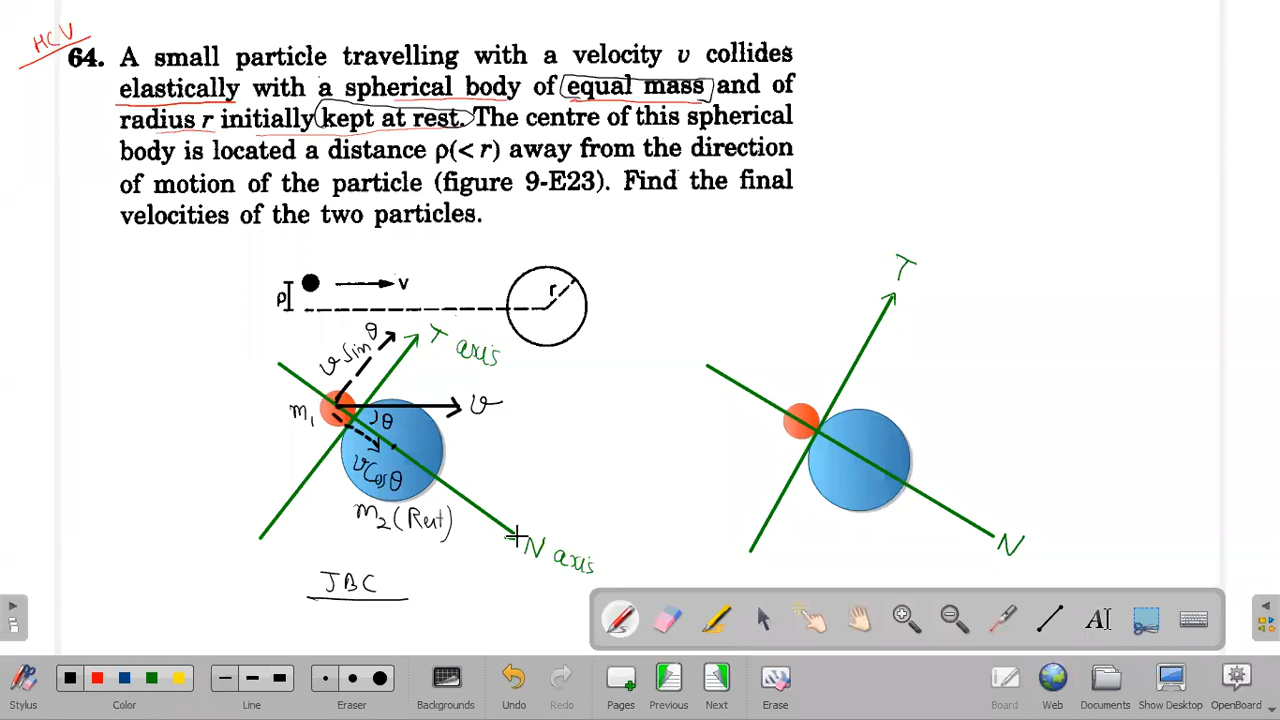 HCV
64. A small particle travelling with a velocity v collides
elastically with a spherical body of equal mass and of
radius r initially kept at rest. The centre of this spherical
body is located a distance ρ(< r) away from the direction
of motion of the particle (figure 9-E23). Find the final
velocities of the two particles.
ρ
v
r
v Sinθ
T axis
v
m1
θ
v Cosθ
m2 (Rest)
N axis
JBC
T
N
Stylus
Color
Line
Eraser
Backgrounds
Undo
Redo
Pages
Previous
Next
Erase
Board
Web
Documents
Show Desktop
OpenBoard